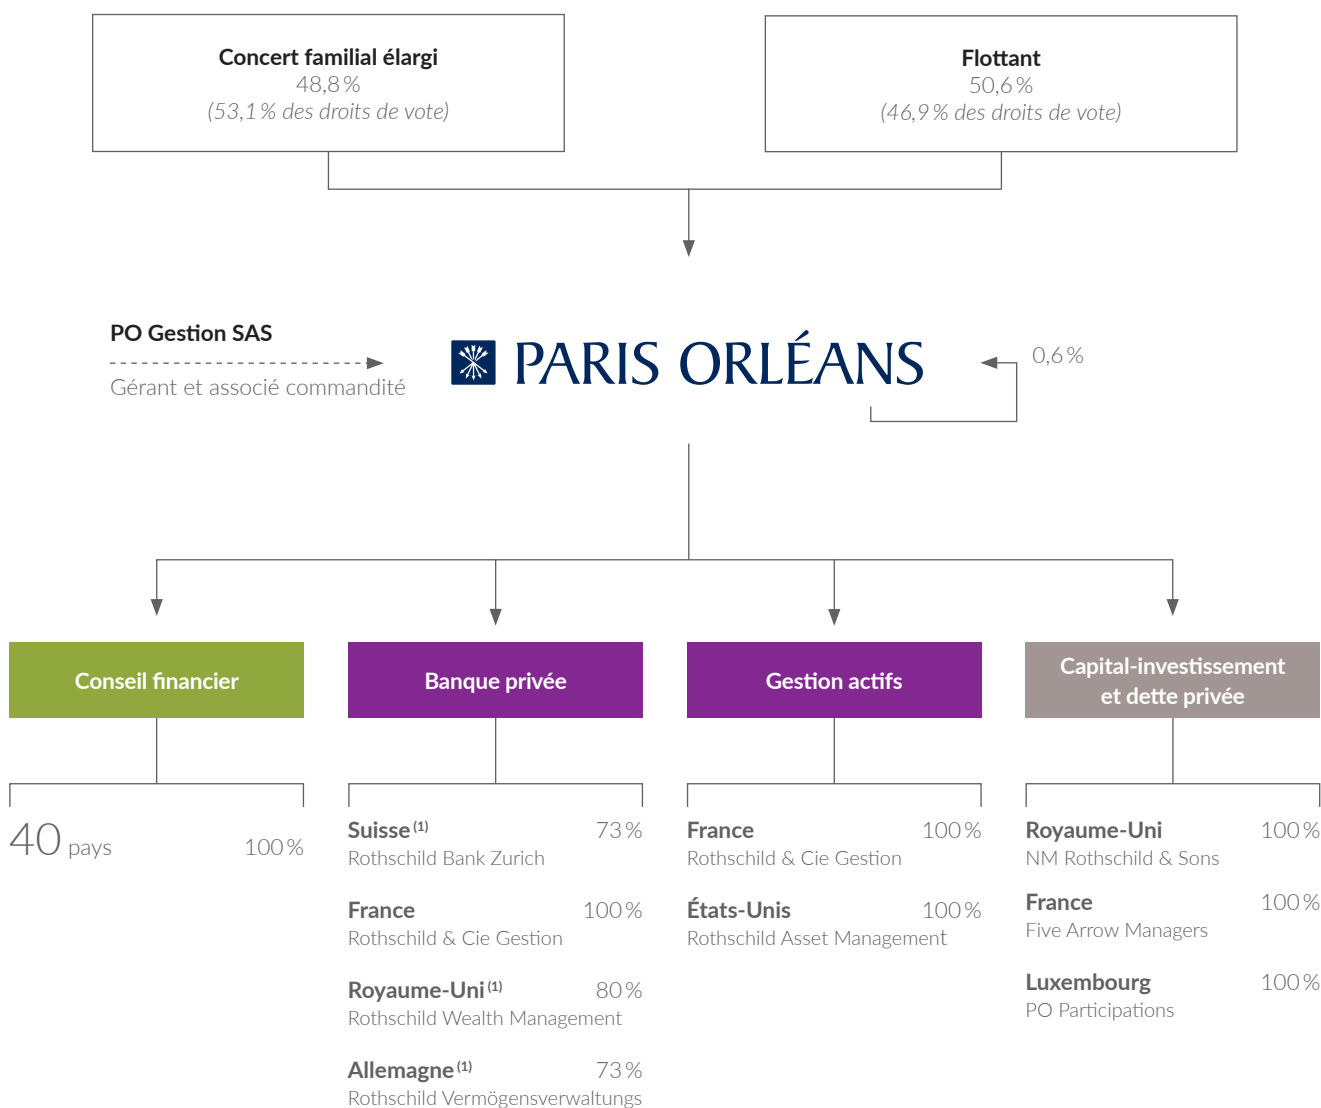 Concert familial élargi
48,8 %
(53,1 % des droits de vote)
Flottant
50,6 %
(46,9 % des droits de vote)
PO Gestion SAS
Gérant et associé commandité
PARIS ORLÉANS
0,6 %
Conseil financier
40 pays 100 %
Banque privée
Suisse (1) 73 %
Rothschild Bank Zurich
France 100 %
Rothschild & Cie Gestion
Royaume-Uni (1) 80 %
Rothschild Wealth Management
Allemagne (1) 73 %
Rothschild Vermögensverwaltungs
Gestion actifs
France 100 %
Rothschild & Cie Gestion
États-Unis 100 %
Rothschild Asset Management
Capital-investissement
et dette privée
Royaume-Uni 100 %
NM Rothschild & Sons
France 100 %
Five Arrow Managers
Luxembourg 100 %
PO Participations